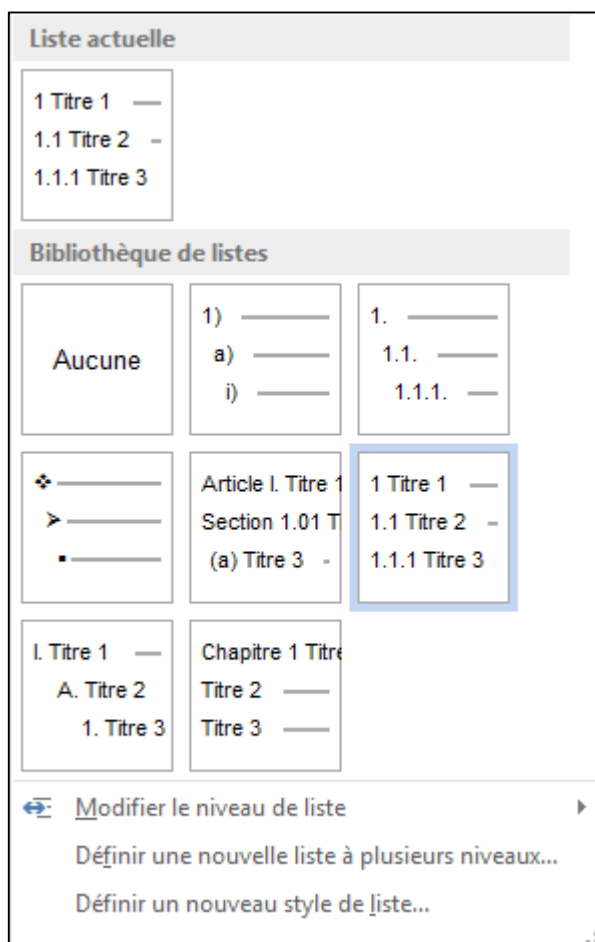 Liste actuelle
1 Titre 1
1.1 Titre 2
1.1.1 Titre 3
Bibliothèque de listes
Aucune
1)
a)
i)
1.
1.1.
1.1.1.
Article I. Titre 1
Section 1.01 Ti
(a) Titre 3
1 Titre 1
1.1 Titre 2
1.1.1 Titre 3
I. Titre 1
A. Titre 2
1. Titre 3
Chapitre 1 Titre
Titre 2
Titre 3
Modifier le niveau de liste
Définir une nouvelle liste à plusieurs niveaux...
Définir un nouveau style de liste...